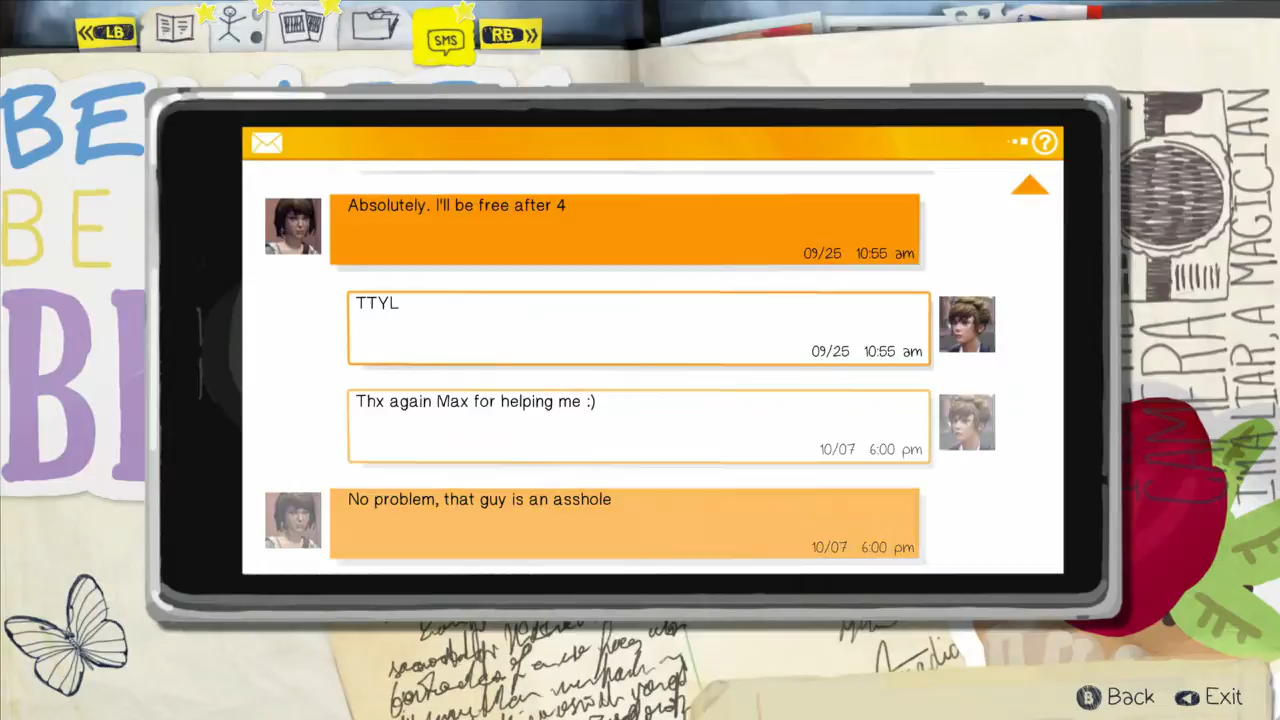 LB
SMS
RB
BE
BE
Absolutely. I'll be free after 4
09/25 10:55 am
TTYL
09/25 10:55 am
Thx again Max for helping me :)
10/07 6:00 pm
No problem, that guy is an asshole
10/07 6:00 pm
CAMERA
I'M A LIAR, A MAGICIAN
B Back
Exit